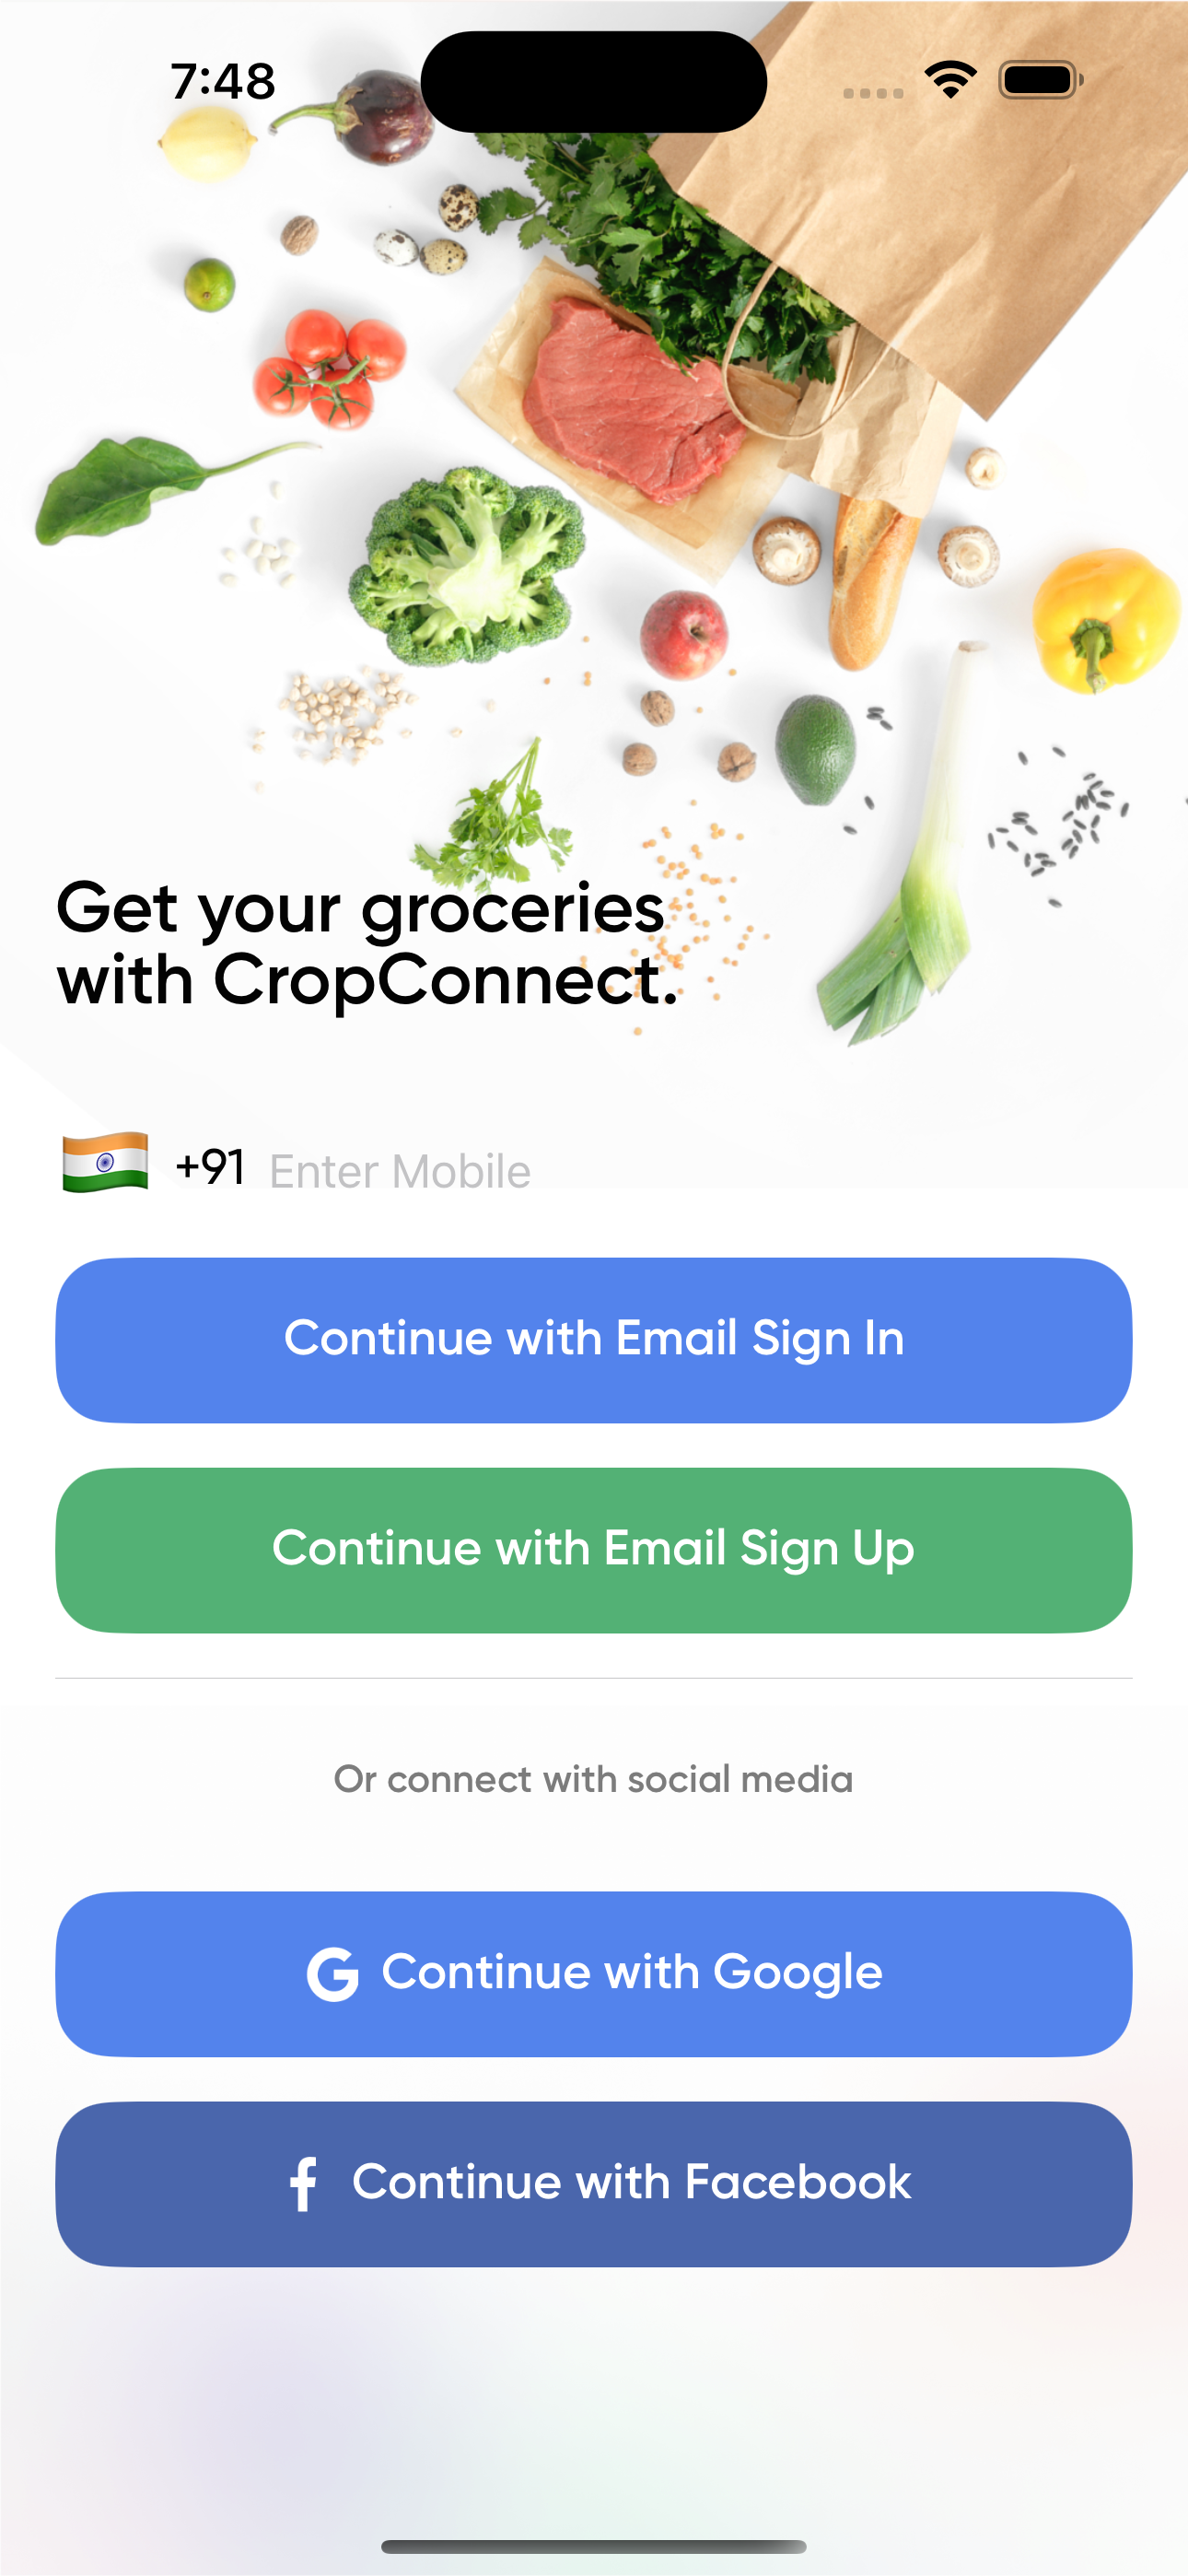 7:48
Get your groceries
with CropConnect.
+91 Enter Mobile
Continue with Email Sign In
Continue with Email Sign Up
Or connect with social media
G Continue with Google
f Continue with Facebook